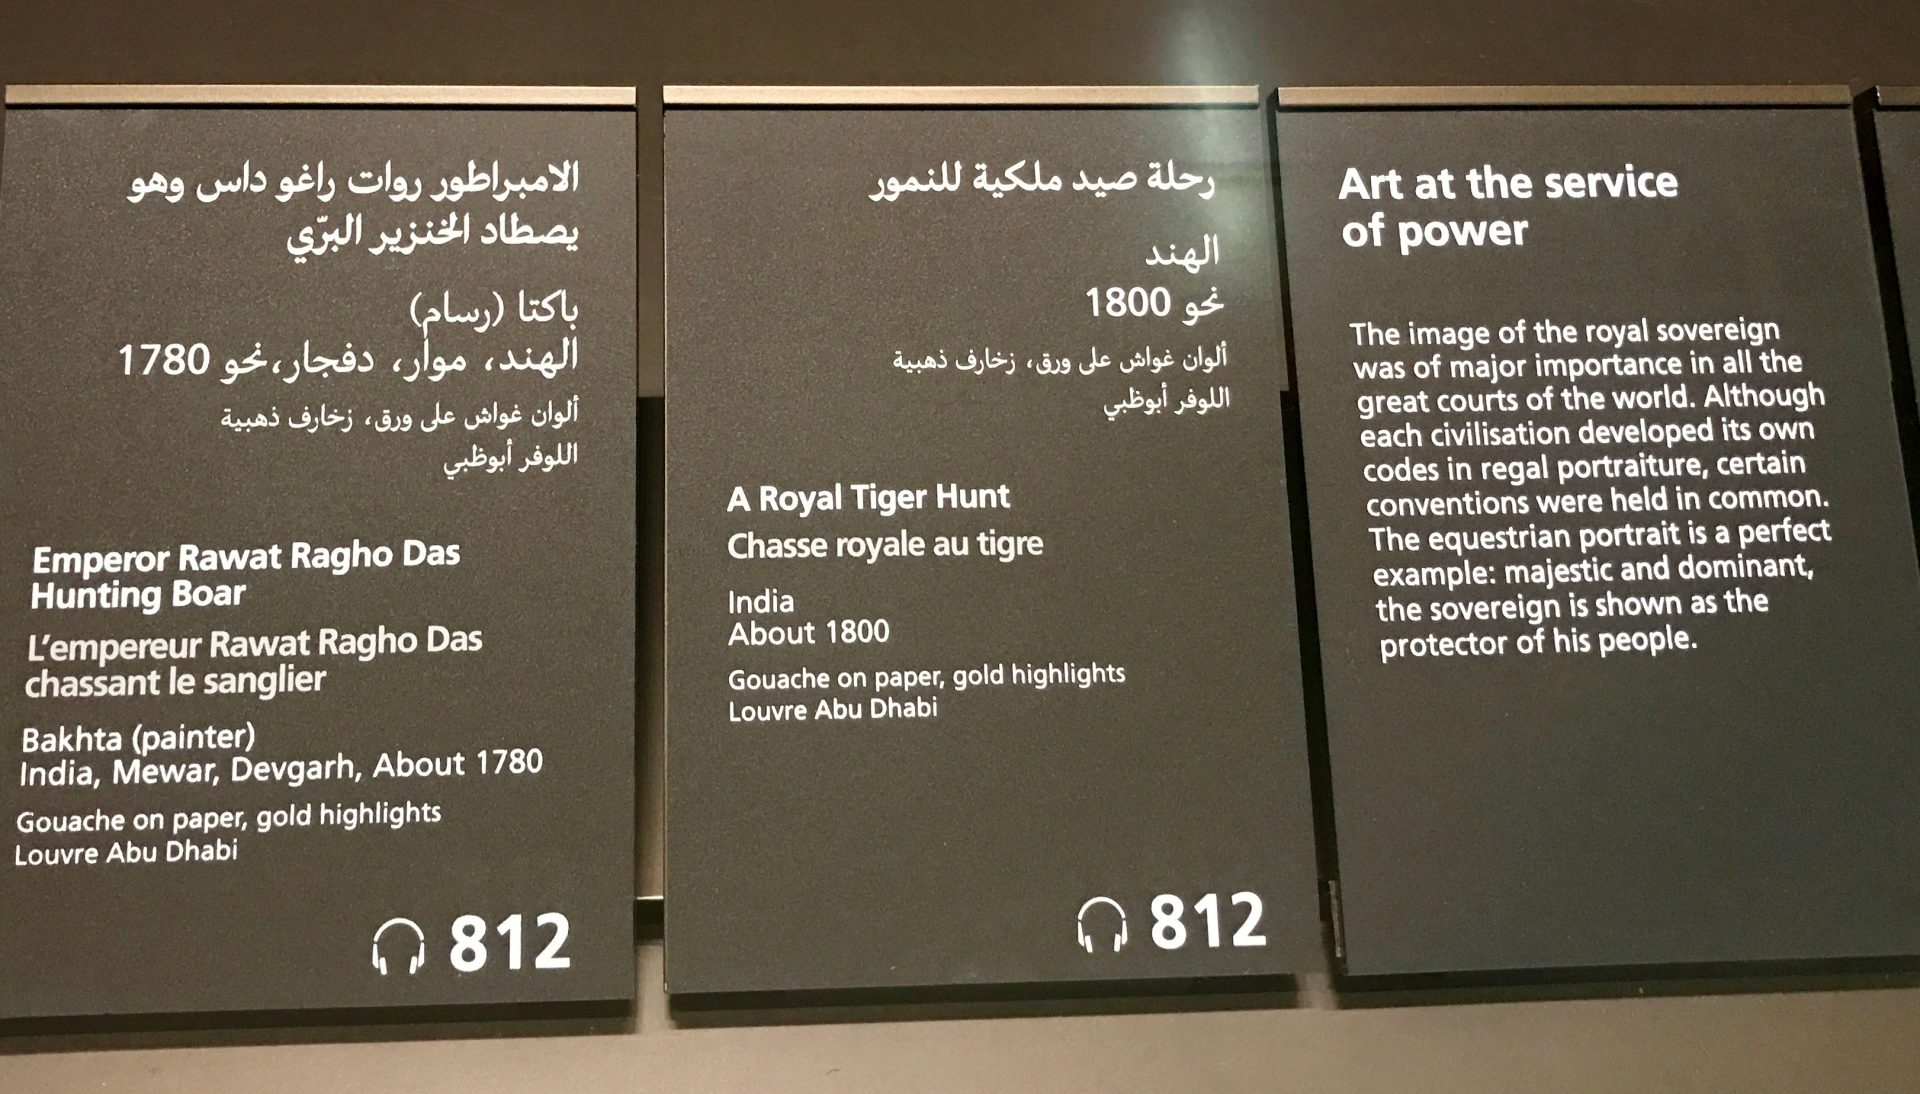 الامبراطور روات راغو داس وهو
يصطاد الخنزير البرّي
باكتا (رسام)
الهند، موار، دفجار،نحو 1780
ألوان غواش على ورق، زخارف ذهبية
اللوفر أبوظبي
Emperor Rawat Ragho Das
Hunting Boar
L'empereur Rawat Ragho Das
chassant le sanglier
Bakhta (painter)
India, Mewar, Devgarh, About 1780
Gouache on paper, gold highlights
Louvre Abu Dhabi
812
رحلة صيد ملكية للنمور
الهند
نحو 1800
ألوان غواش على ورق، زخارف ذهبية
اللوفر أبوظبي
A Royal Tiger Hunt
Chasse royale au tigre
India
About 1800
Gouache on paper, gold highlights
Louvre Abu Dhabi
812
Art at the service
of power
The image of the royal sovereign
was of major importance in all the
great courts of the world. Although
each civilisation developed its own
codes in regal portraiture, certain
conventions were held in common.
The equestrian portrait is a perfect
example: majestic and dominant,
the sovereign is shown as the
protector of his people.